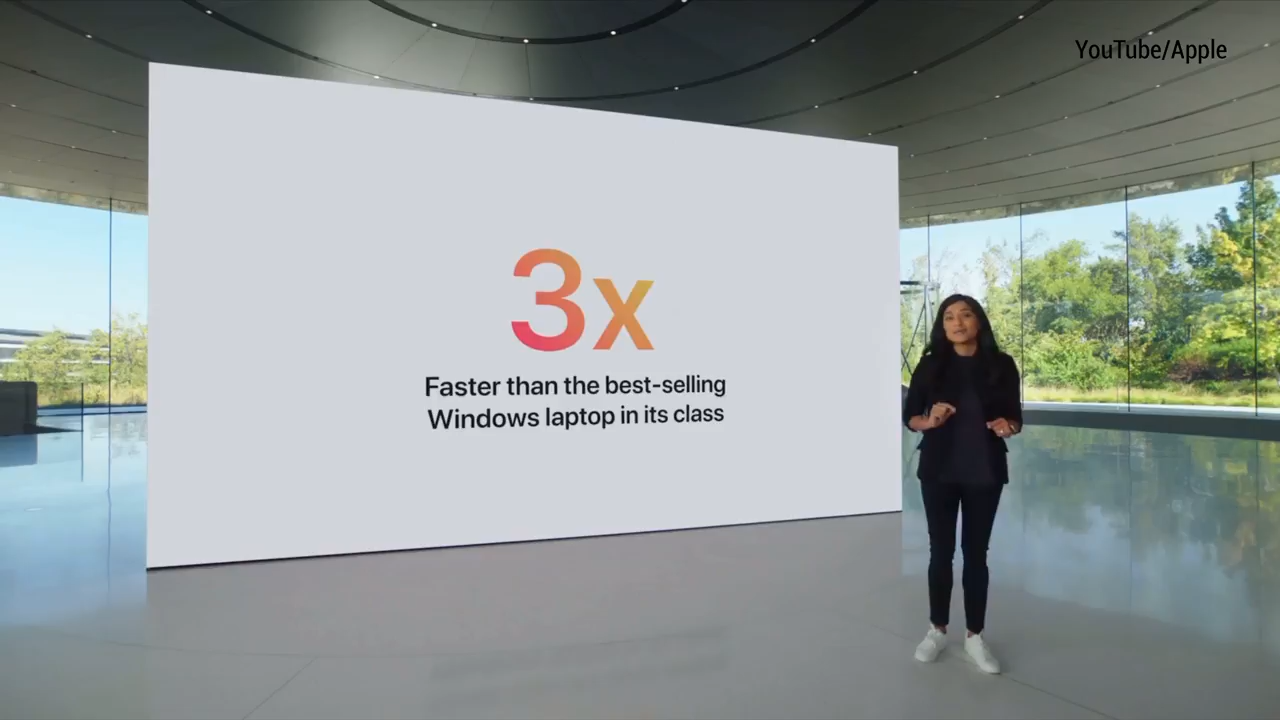 YouTube/Apple
3x
Faster than the best-selling
Windows laptop in its class